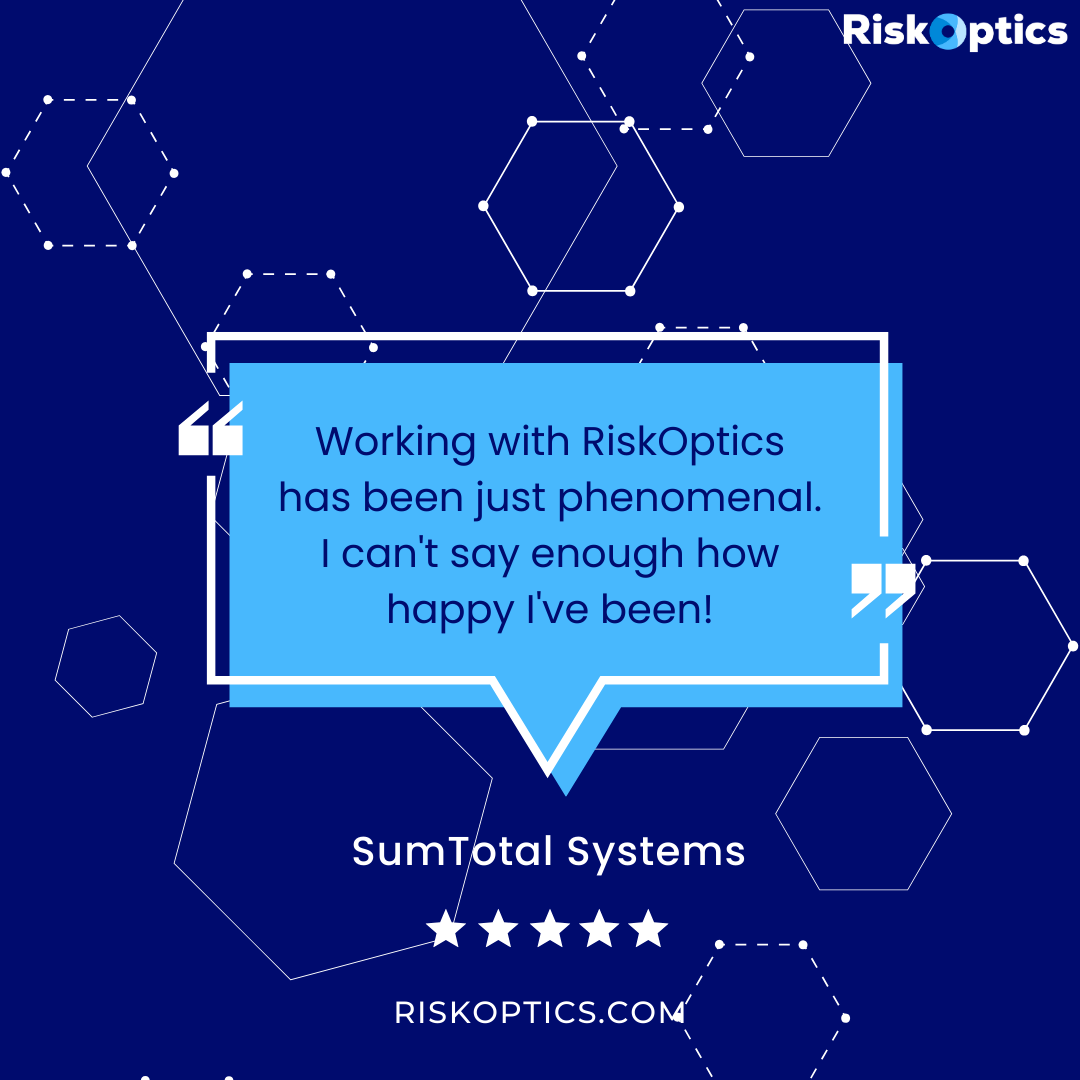 RiskOptics
Working with RiskOptics
has been just phenomenal.
I can't say enough how
happy I've been!
SumTotal Systems
RISKOPTICS.COM